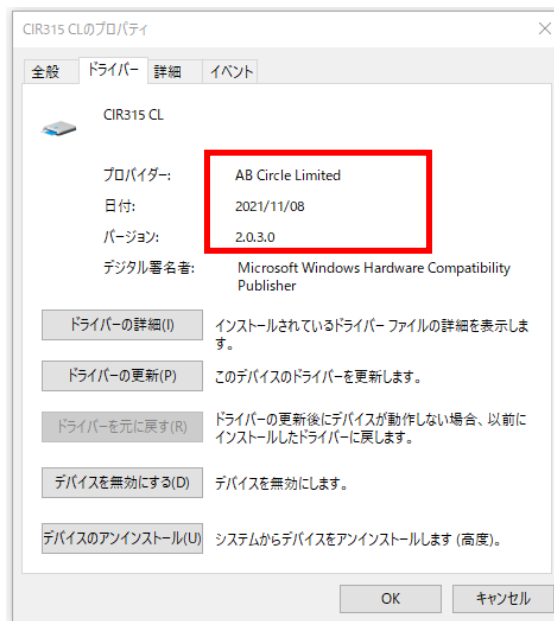 CIR315 CLのプロパティ
全般 ドライバー 詳細 イベント
CIR315 CL
プロバイダー: AB Circle Limited
日付: 2021/11/08
バージョン: 2.0.3.0
デジタル署名者: Microsoft Windows Hardware Compatibility
Publisher
ドライバーの詳細(I) インストールされているドライバー ファイルの詳細を表示しま
す。
ドライバーの更新(P) このデバイスのドライバーを更新します。
ドライバーを元に戻す(R) ドライバーの更新後にデバイスが動作しない場合、以前に
インストールしたドライバーに戻します。
デバイスを無効にする(D) デバイスを無効にします。
デバイスのアンインストール(U) システムからデバイスをアンインストールします (高度)。
OK キャンセル